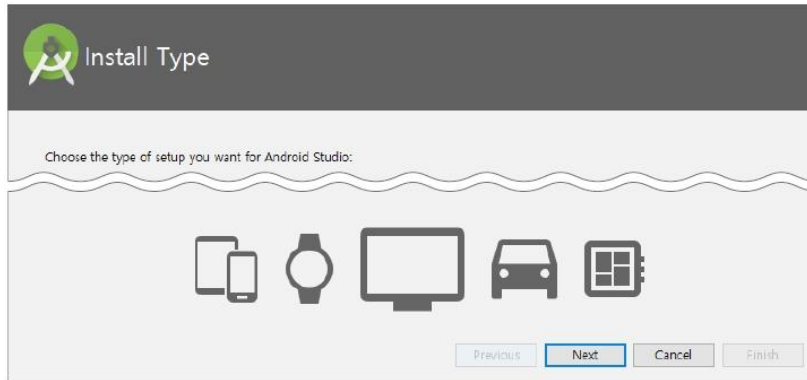 Install Type
Choose the type of setup you want for Android Studio:
Previous Next Cancel Finish